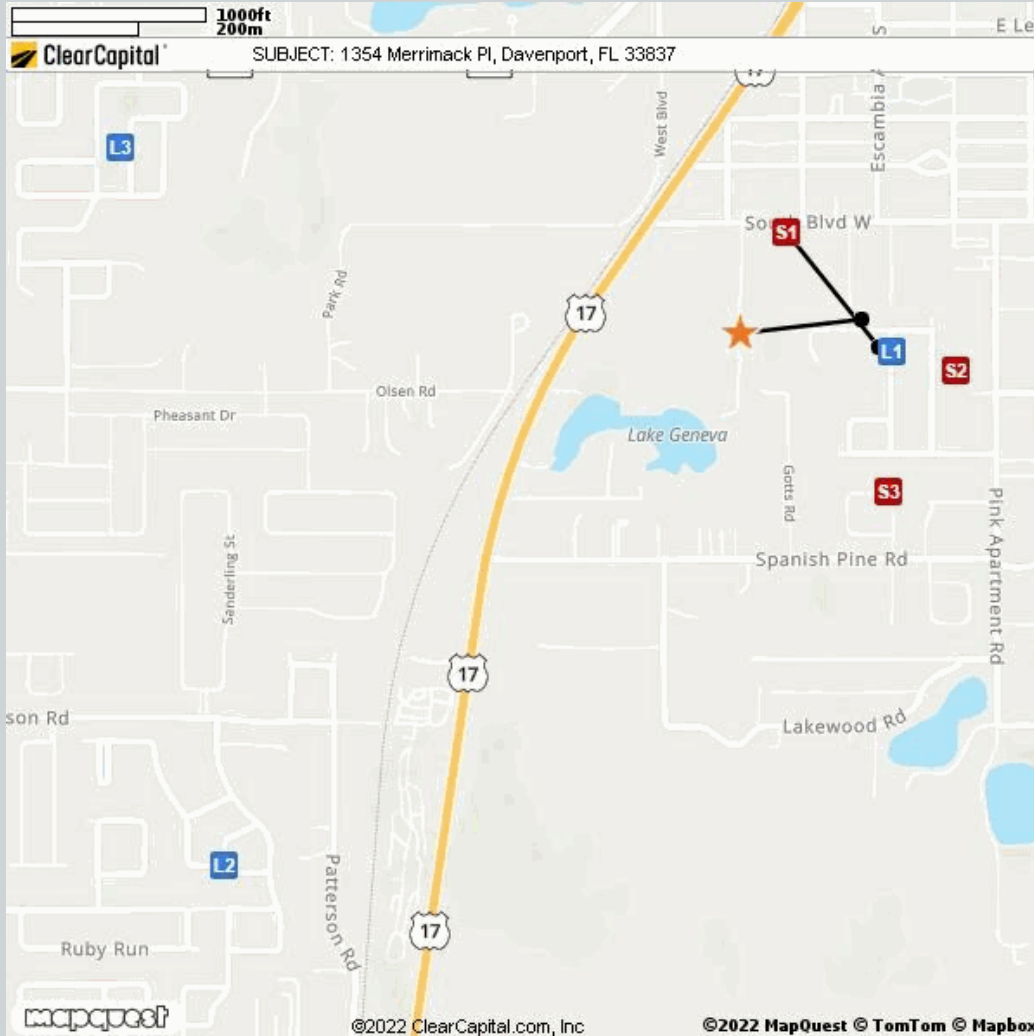 1000ft
200m
ClearCapital
SUBJECT: 1354 Merrimack Pl, Davenport, FL 33837
E Le
S
Escambia A
West Blvd
L3
South Blvd W
S1
Park Rd
17
L1
S2
Olsen Rd
Pheasant Dr
Lake Geneva
Gotts Rd
S3
Pink Apartment Rd
Senderling St
Spanish Pine Rd
17
son Rd
Lakewood Rd
L2
Patterson Rd
17
Ruby Run
mapquest
©2022 ClearCapital.com, Inc
©2022 MapQuest © TomTom © Mapbox